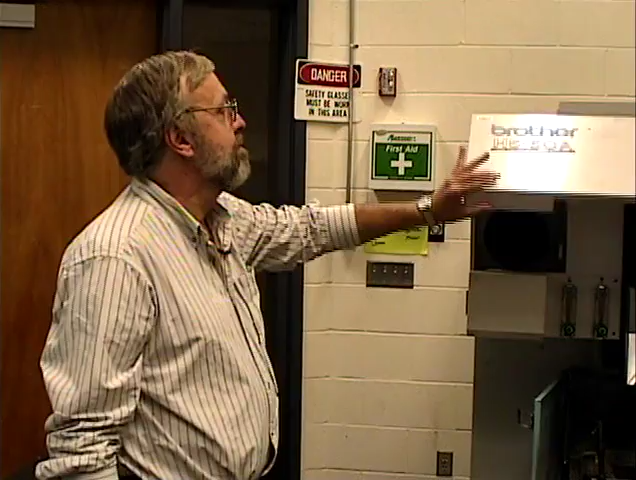 DANGER
SAFETY GLASSES
MUST BE WORN
IN THIS AREA
First Aid
brother